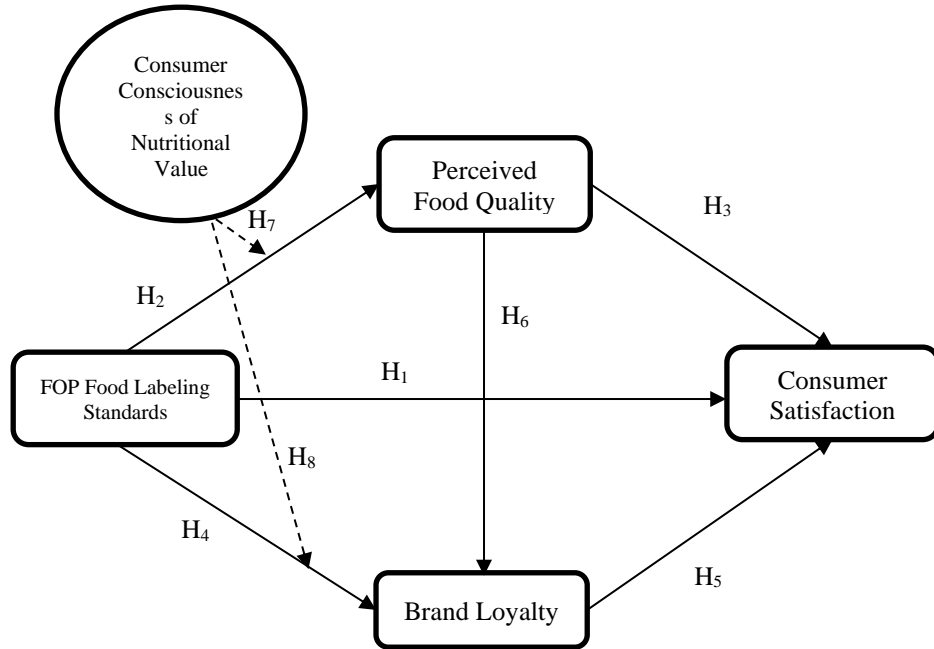 Consumer
Consciousnes
s of
Nutritional
Value
Perceived
Food Quality
H7
H3
H2
H6
FOP Food Labeling
Standards
H1
Consumer
Satisfaction
H8
H4
H5
Brand Loyalty